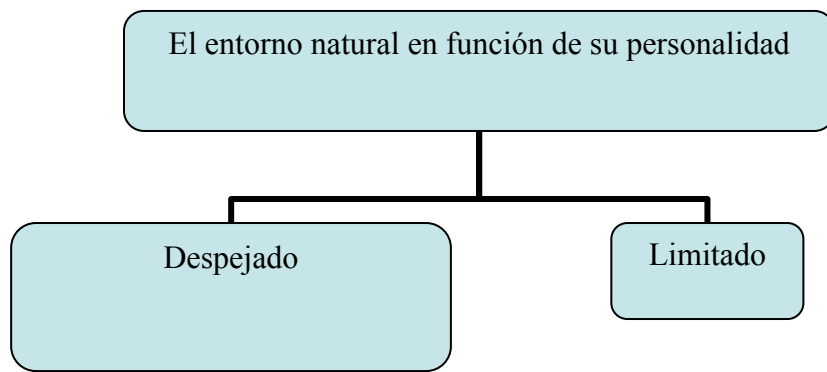 El entorno natural en función de su personalidad
Despejado
Limitado